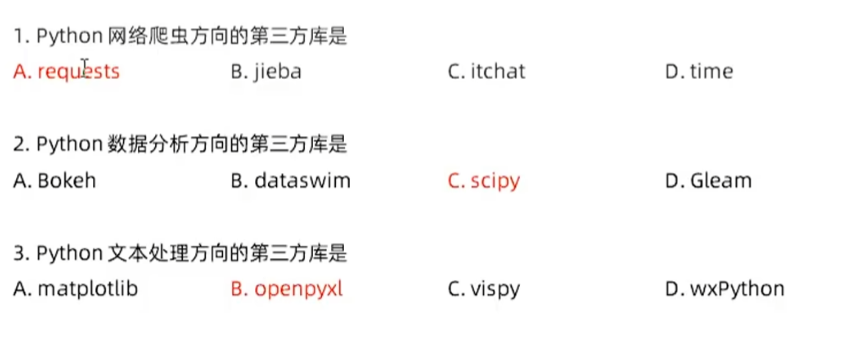 1. Python 网络爬虫方向的第三方库是
A. requests B. jieba C. itchat D. time
2. Python 数据分析方向的第三方库是
A. Bokeh B. dataswim C. scipy D. Gleam
3. Python 文本处理方向的第三方库是
A. matplotlib B. openpyxl C. vispy D. wxPython